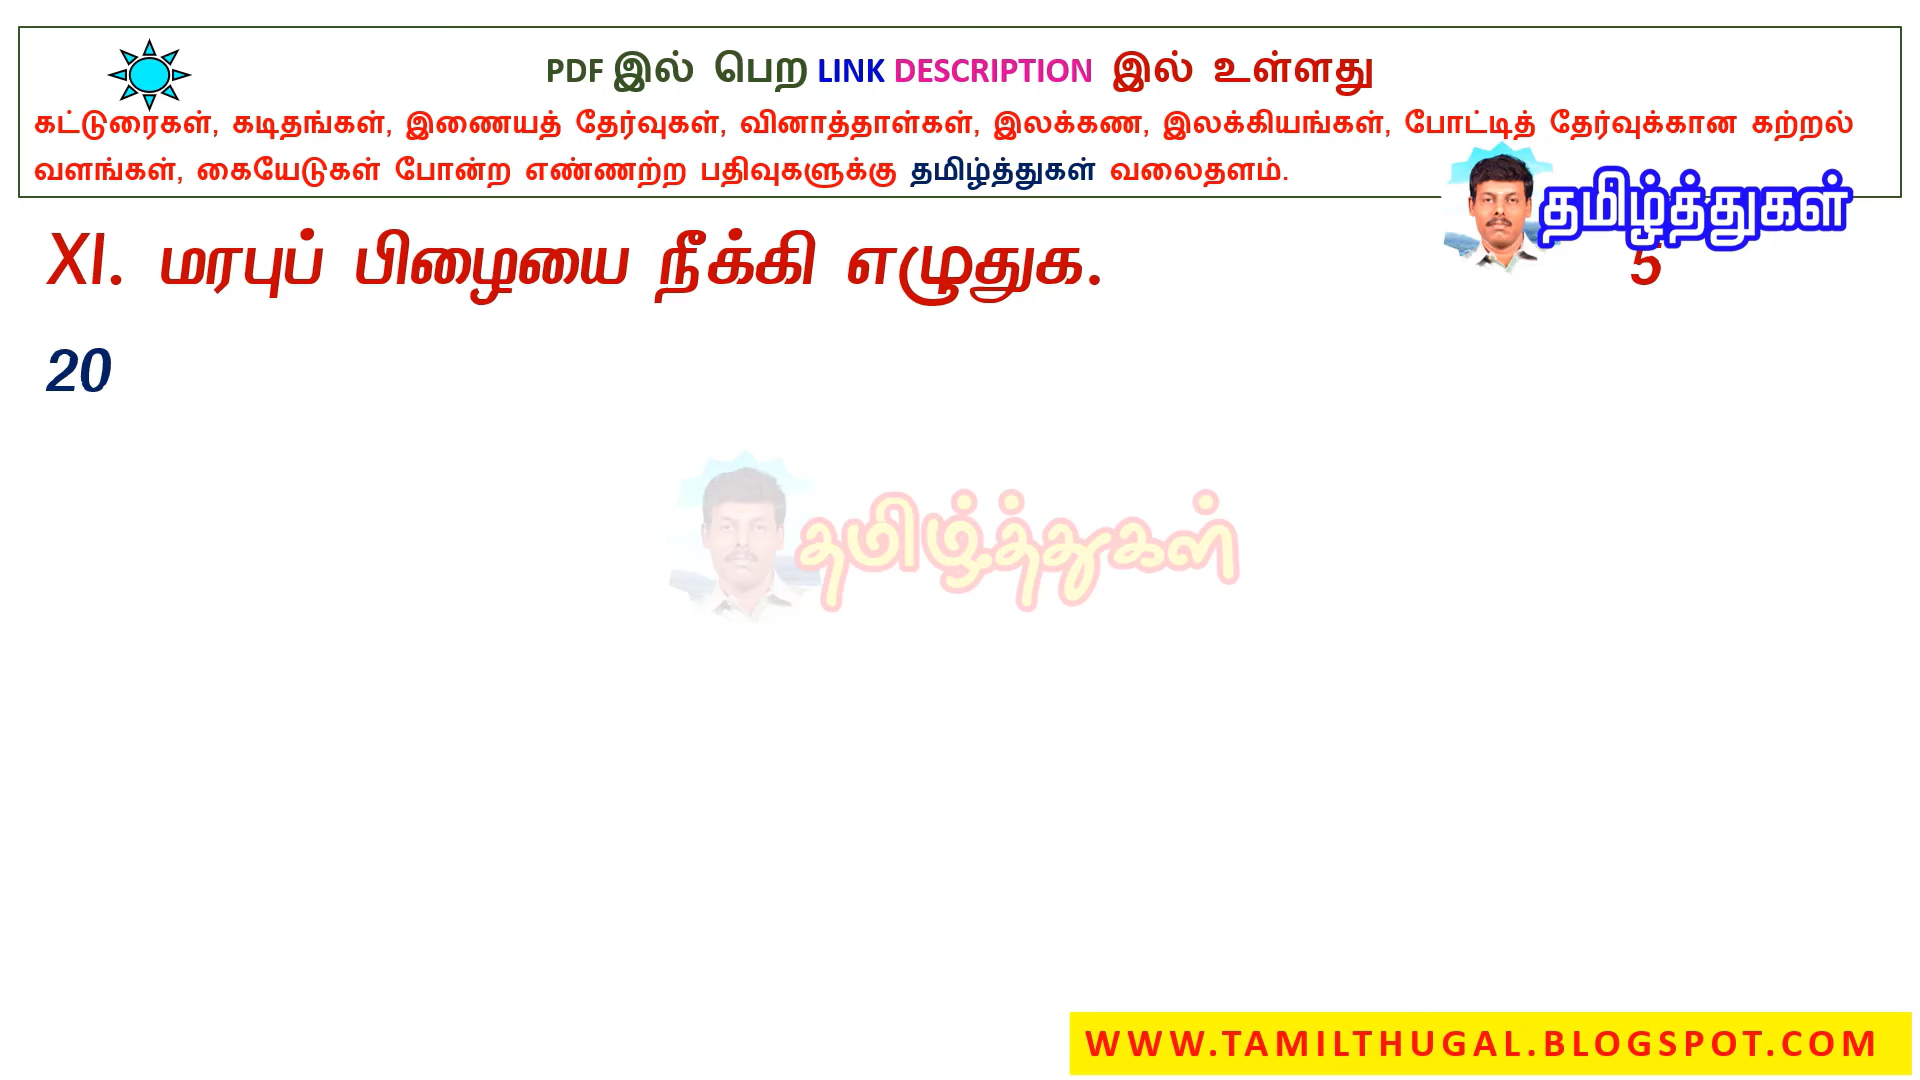 PDF இல் பெற LINK DESCRIPTION இல் உள்ளது
கட்டுரைகள், கடிதங்கள், இணையத் தேர்வுகள், வினாத்தாள்கள், இலக்கண, இலக்கியங்கள், போட்டித் தேர்வுக்கான கற்றல்
வளங்கள், கையேடுகள் போன்ற எண்ணற்ற பதிவுகளுக்கு தமிழ்த்துகள் வலைதளம்.
தமிழ்த்துகள்
XI. மரபுப் பிழையை நீக்கி எழுதுக. 5
20
தமிழ்த்துகள்
WWW.TAMILTHUGAL.BLOGSPOT.COM